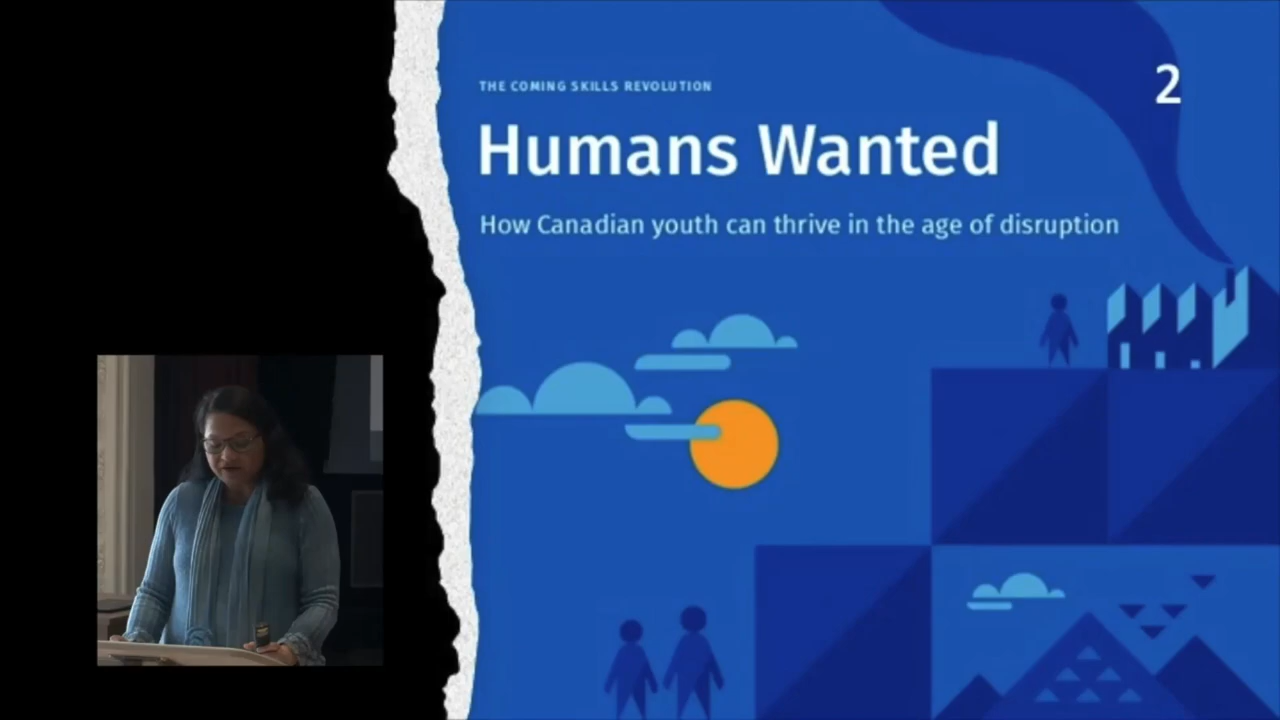 THE COMING SKILLS REVOLUTION
2
Humans Wanted
How Canadian youth can thrive in the age of disruption